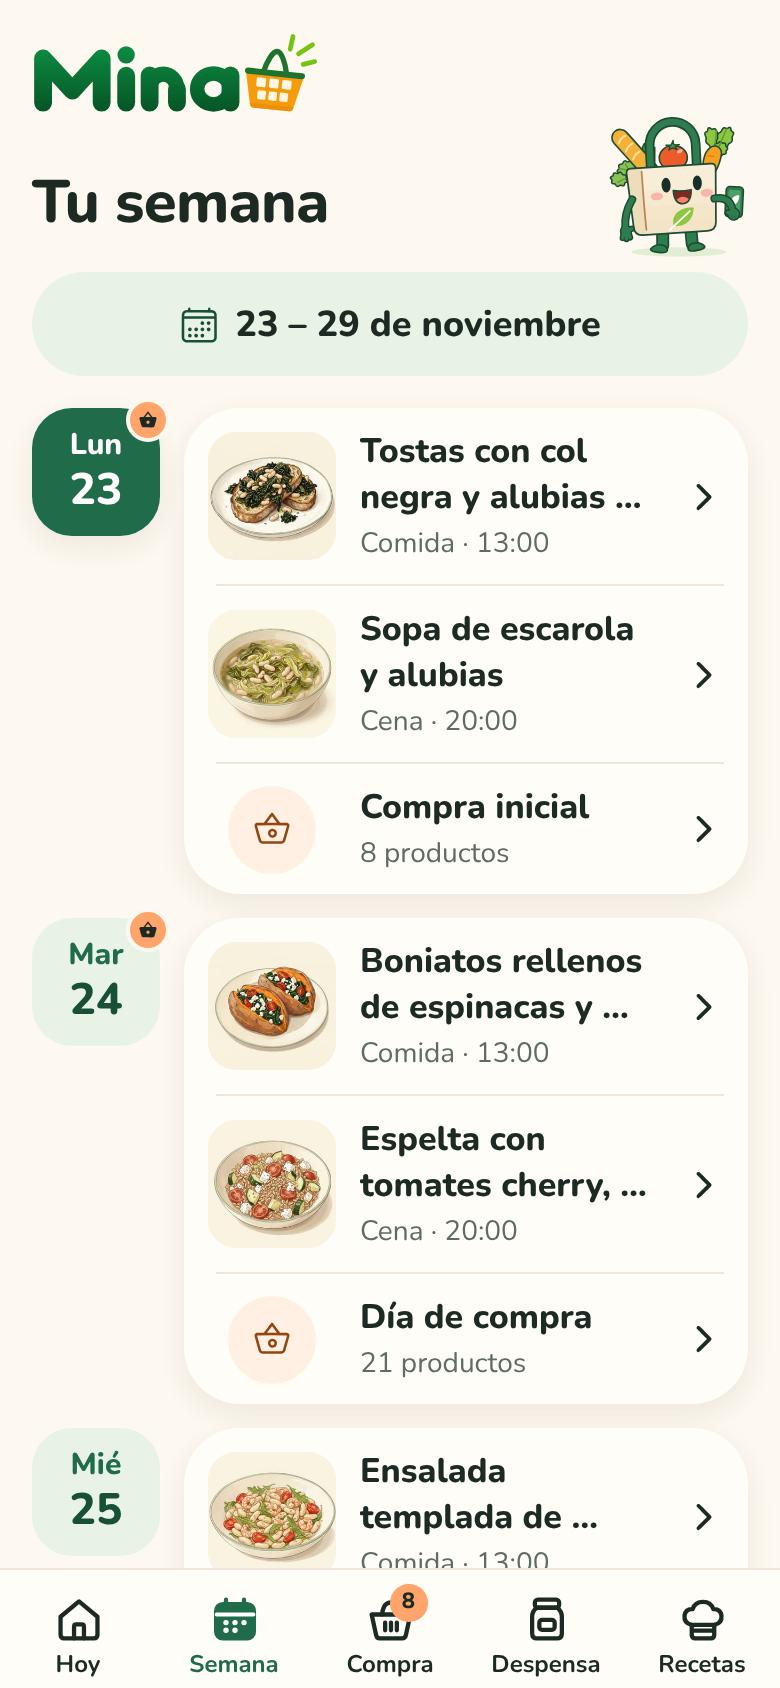 Mina
Tu semana
23 – 29 de noviembre
Lun
23
Tostas con col
negra y alubias ...
Comida · 13:00
Sopa de escarola
y alubias
Cena · 20:00
Compra inicial
8 productos
Mar
24
Boniatos rellenos
de espinacas y ...
Comida · 13:00
Espelta con
tomates cherry, ...
Cena · 20:00
Día de compra
21 productos
Mié
25
Ensalada
templada de ...
Comida · 13:00
8
Hoy
Semana
Compra
Despensa
Recetas